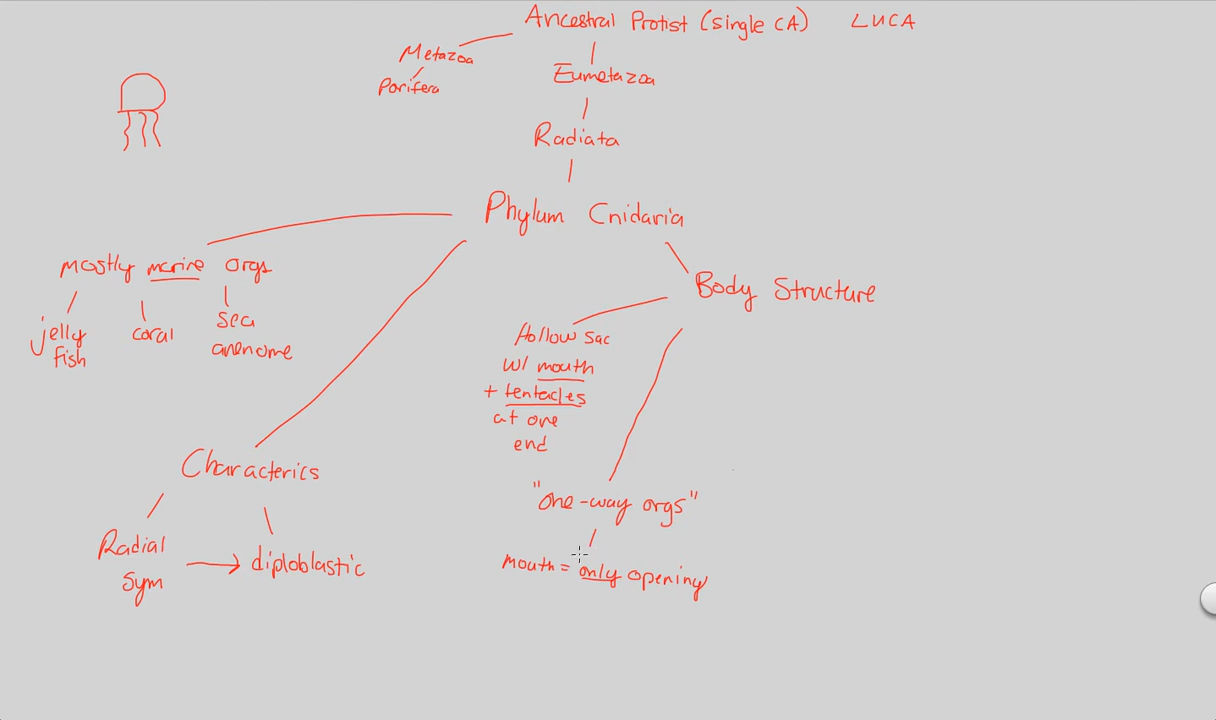 Ancestral Protist (single CA) LUCA
Metazoa
Porifera
Eumetazoa
Radiata
Phylum Cnidaria
mostly marine orgs
jelly
fish
coral
sea
anenome
Body Structure
Hollow sac
w/ mouth
+ tentacles
at one
end
Characterics
Radial
sym
diploblastic
"one-way orgs"
mouth = only opening